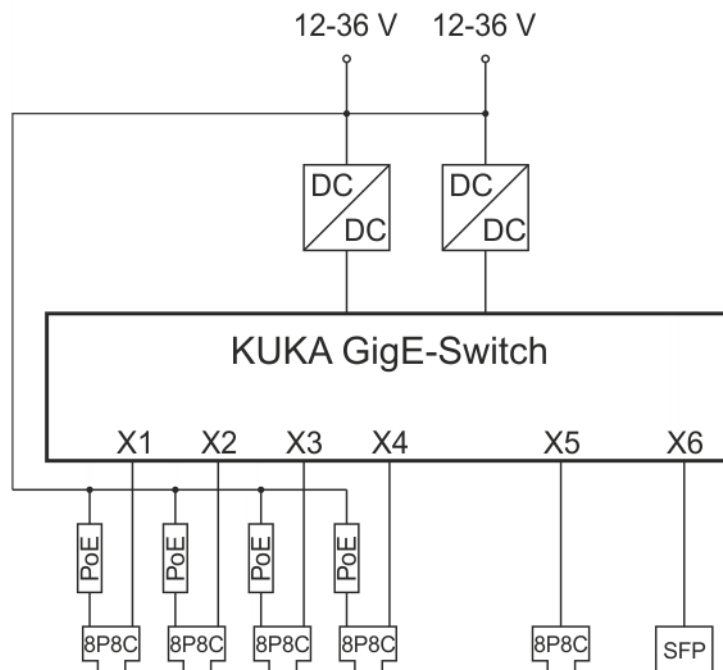 12-36 V 12-36 V
DC DC
DC DC
KUKA GigE-Switch
X1 X2 X3 X4 X5 X6
PoE PoE PoE PoE
8P8C 8P8C 8P8C 8P8C 8P8C SFP